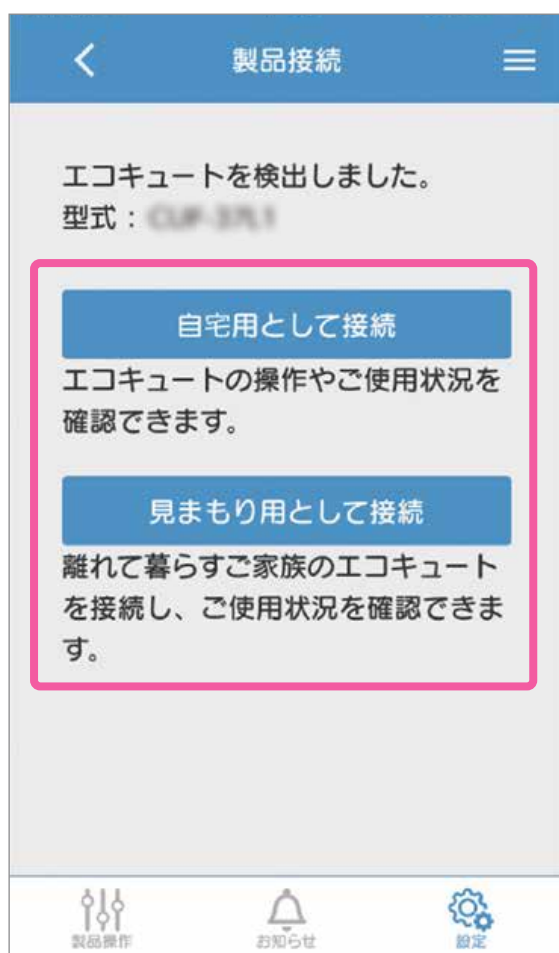 製品接続
エコキュートを検出しました。
型式：
自宅用として接続
エコキュートの操作やご使用状況を
確認できます。
見まもり用として接続
離れて暮らすご家族のエコキュート
を接続し、ご使用状況を確認できま
す。
製品操作 お知らせ 設定